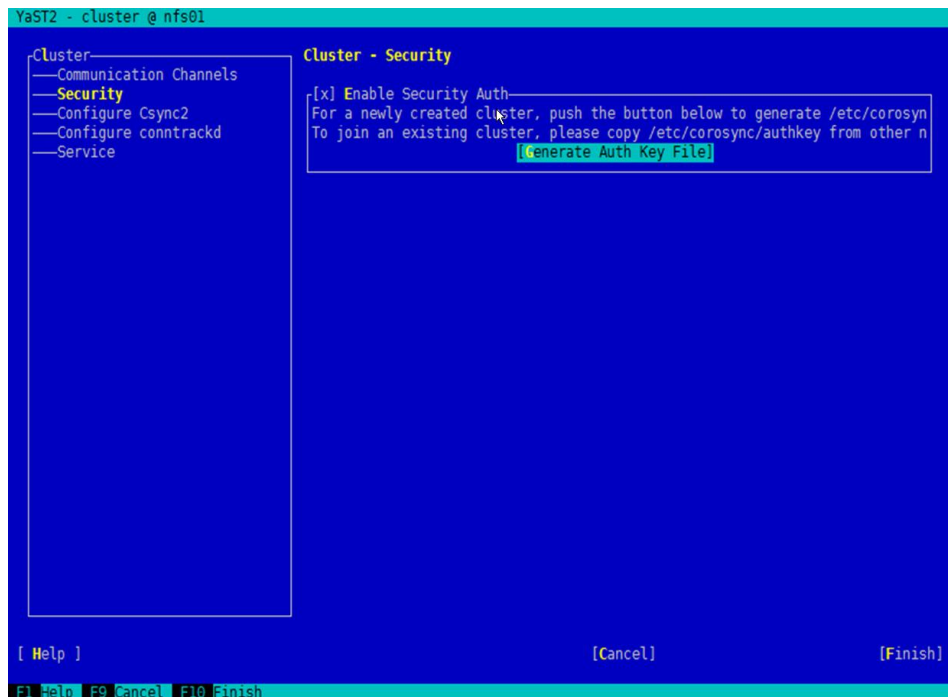 YaST2 - cluster @ nfs01
Cluster
Communication Channels
Security
Configure Csync2
Configure conntrackd
Service
Cluster - Security
[x] Enable Security Auth
For a newly created cluster, push the button below to generate /etc/corosyn
To join an existing cluster, please copy /etc/corosync/authkey from other n
[Generate Auth Key File]
[ Help ] [Cancel] [Finish]
F1 Help F9 Cancel F10 Finish